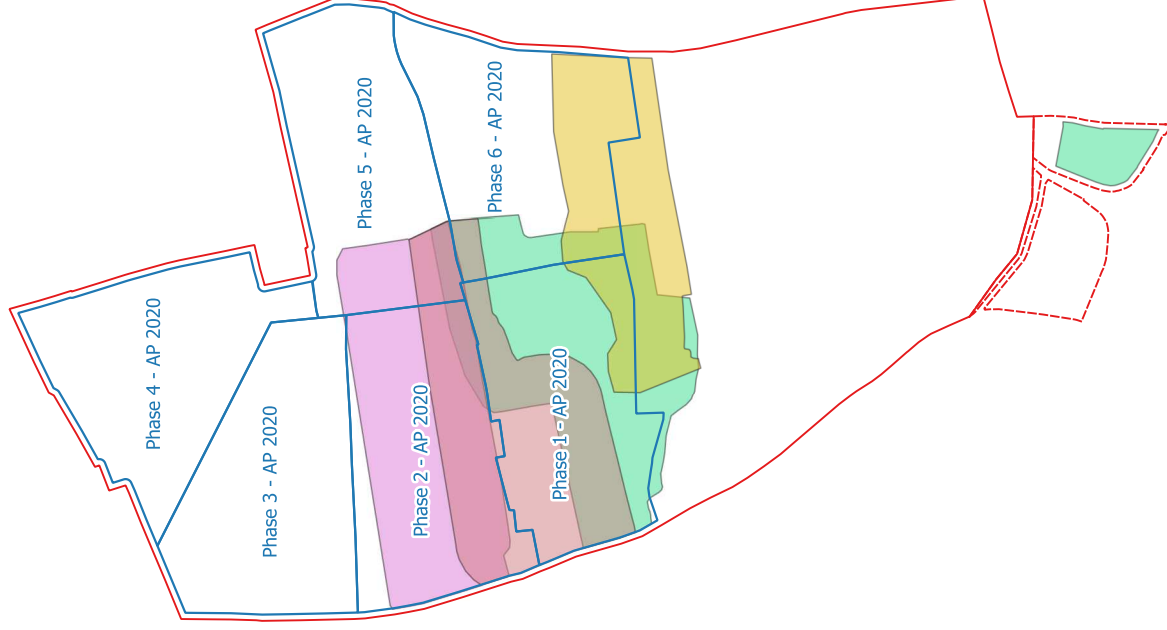 Phase 5 - AP 2020
Phase 6 - AP 2020
Phase 4 - AP 2020
Phase 3 - AP 2020
Phase 2 - AP 2020
Phase 1 - AP 2020